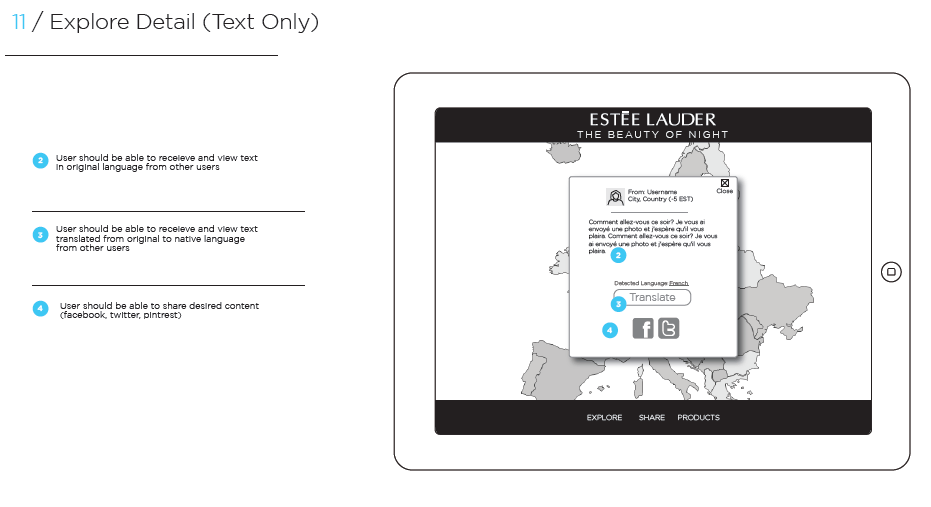 11 / Explore Detail (Text Only)
2 User should be able to receieve and view text
in original language from other users
3 User should be able to receieve and view text
translated from original to native language
from other users
4 User should be able to share desired content
(facebook, twitter, pintrest)
ESTĒE LAUDER
THE BEAUTY OF NIGHT
Close
From: Username
City, Country (-5 EST)
Comment allez-vous ce soir? Je vous ai
envoyé une photo et j'espère qu'il vous
plaira. Comment allez-vous ce soir? Je vous
ai envoyé une photo et j'espère qu'il vous
plaira.
2
Detected Language: French
3 Translate
4 f t
EXPLORE SHARE PRODUCTS